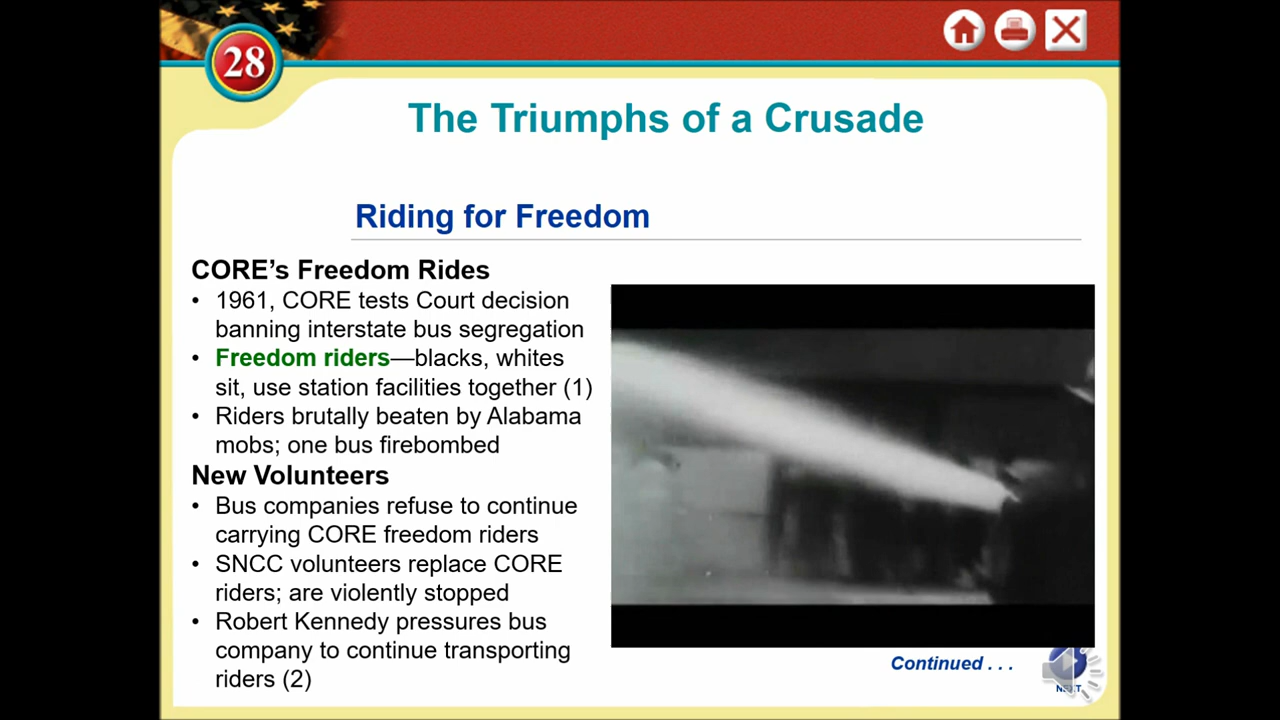 28
The Triumphs of a Crusade
Riding for Freedom
CORE’s Freedom Rides
• 1961, CORE tests Court decision
banning interstate bus segregation
• Freedom riders—blacks, whites
sit, use station facilities together (1)
• Riders brutally beaten by Alabama
mobs; one bus firebombed
New Volunteers
• Bus companies refuse to continue
carrying CORE freedom riders
• SNCC volunteers replace CORE
riders; are violently stopped
• Robert Kennedy pressures bus
company to continue transporting
riders (2)
Continued . . .
NEXT